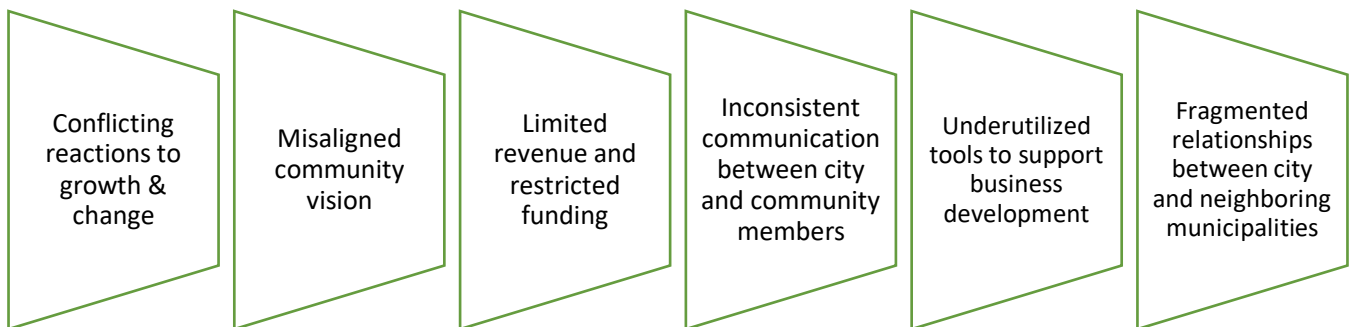 Conflicting
reactions to
growth &
change
Misaligned
community
vision
Limited
revenue and
restricted
funding
Inconsistent
communication
between city
and community
members
Underutilized
tools to support
business
development
Fragmented
relationships
between city
and neighboring
municipalities